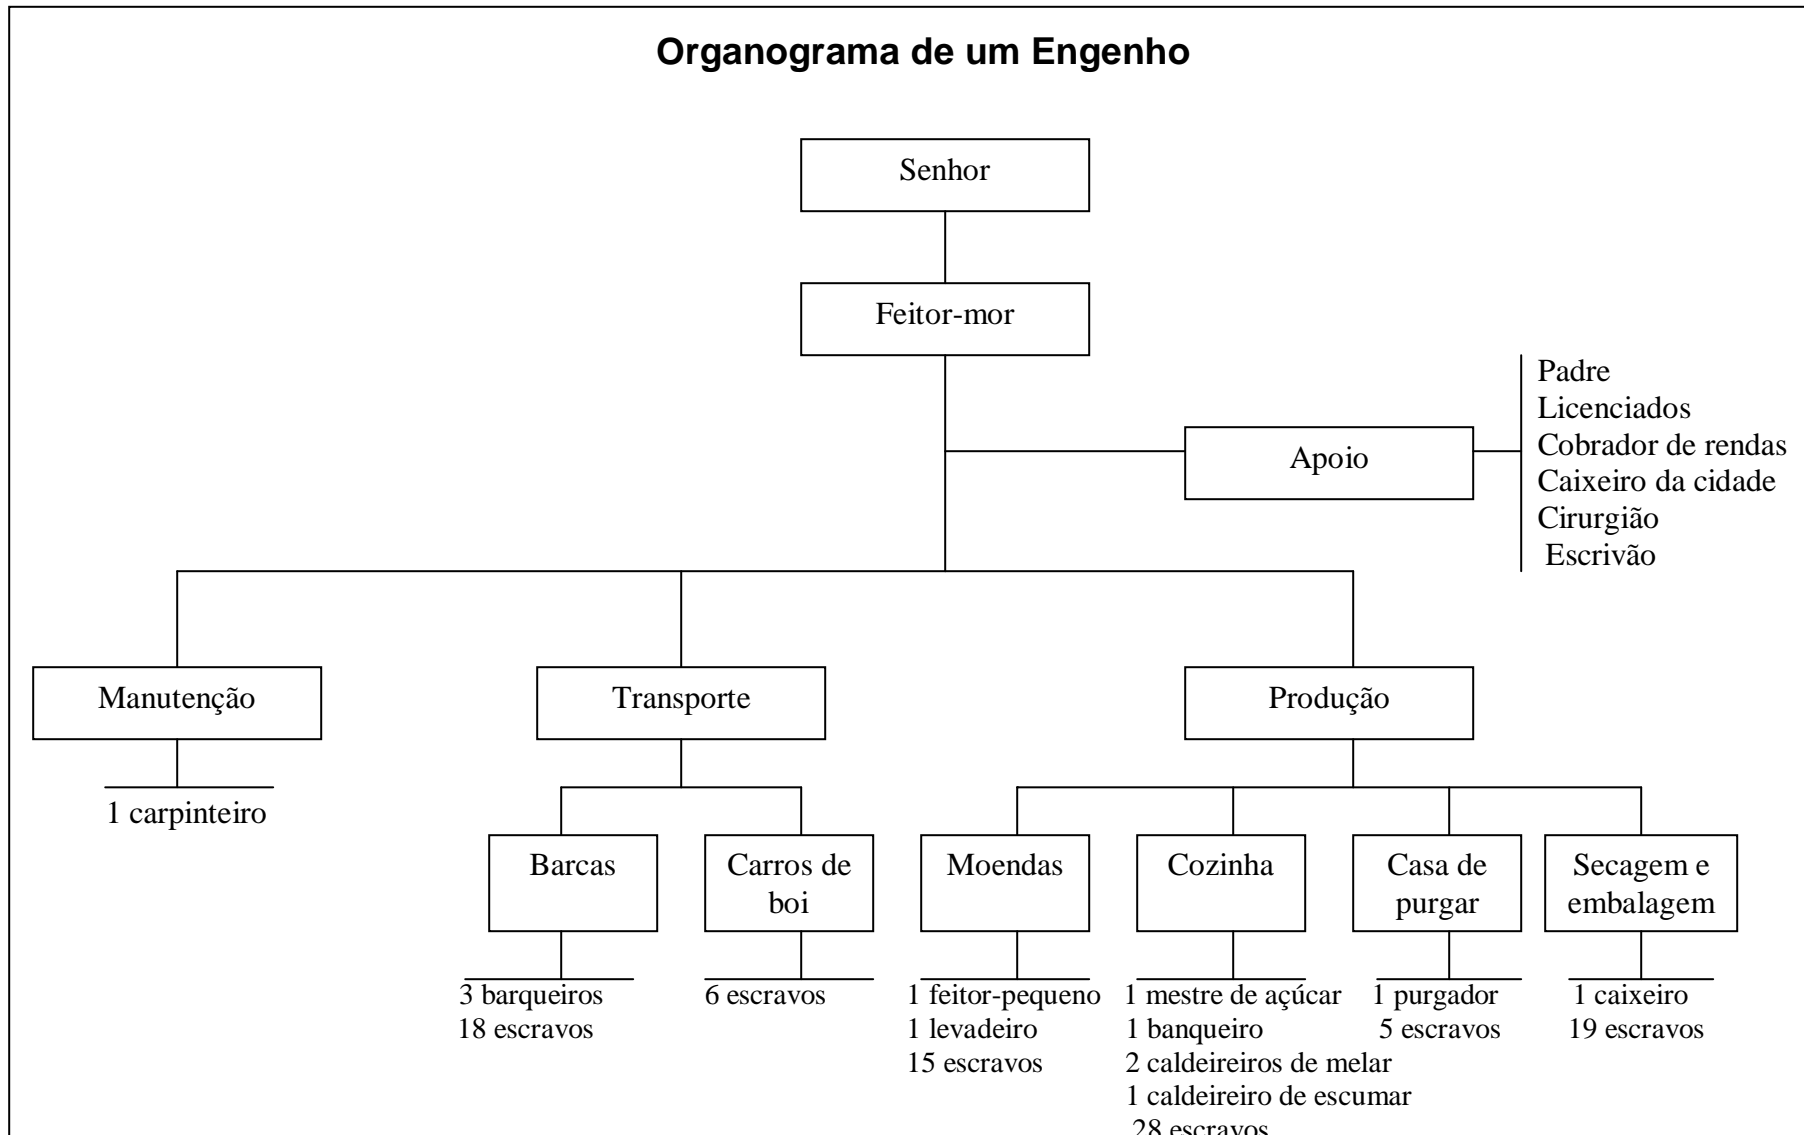 Organograma de um Engenho
Senhor
Feitor-mor
Padre
Licenciados
Cobrador de rendas
Caixeiro da cidade
Cirurgião
Escrivão
Apoio
Manutenção
Transporte
Produção
1 carpinteiro
Barcas
Carros de
boi
Moendas
Cozinha
Casa de
purgar
Secagem e
embalagem
3 barqueiros
18 escravos
6 escravos
1 feitor-pequeno
1 levadeiro
15 escravos
1 mestre de açúcar
1 banqueiro
2 caldeireiros de melar
1 caldeireiro de escumar
28 escravos
1 purgador
5 escravos
1 caixeiro
19 escravos